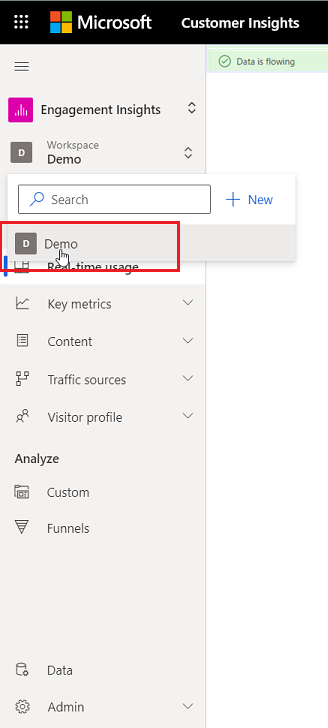 Microsoft Customer Insights
Data is flowing
Engagement Insights
Workspace
D Demo
Search
New
D Demo
Real-time usage
Key metrics
Content
Traffic sources
Visitor profile
Analyze
Custom
Funnels
Data
Admin